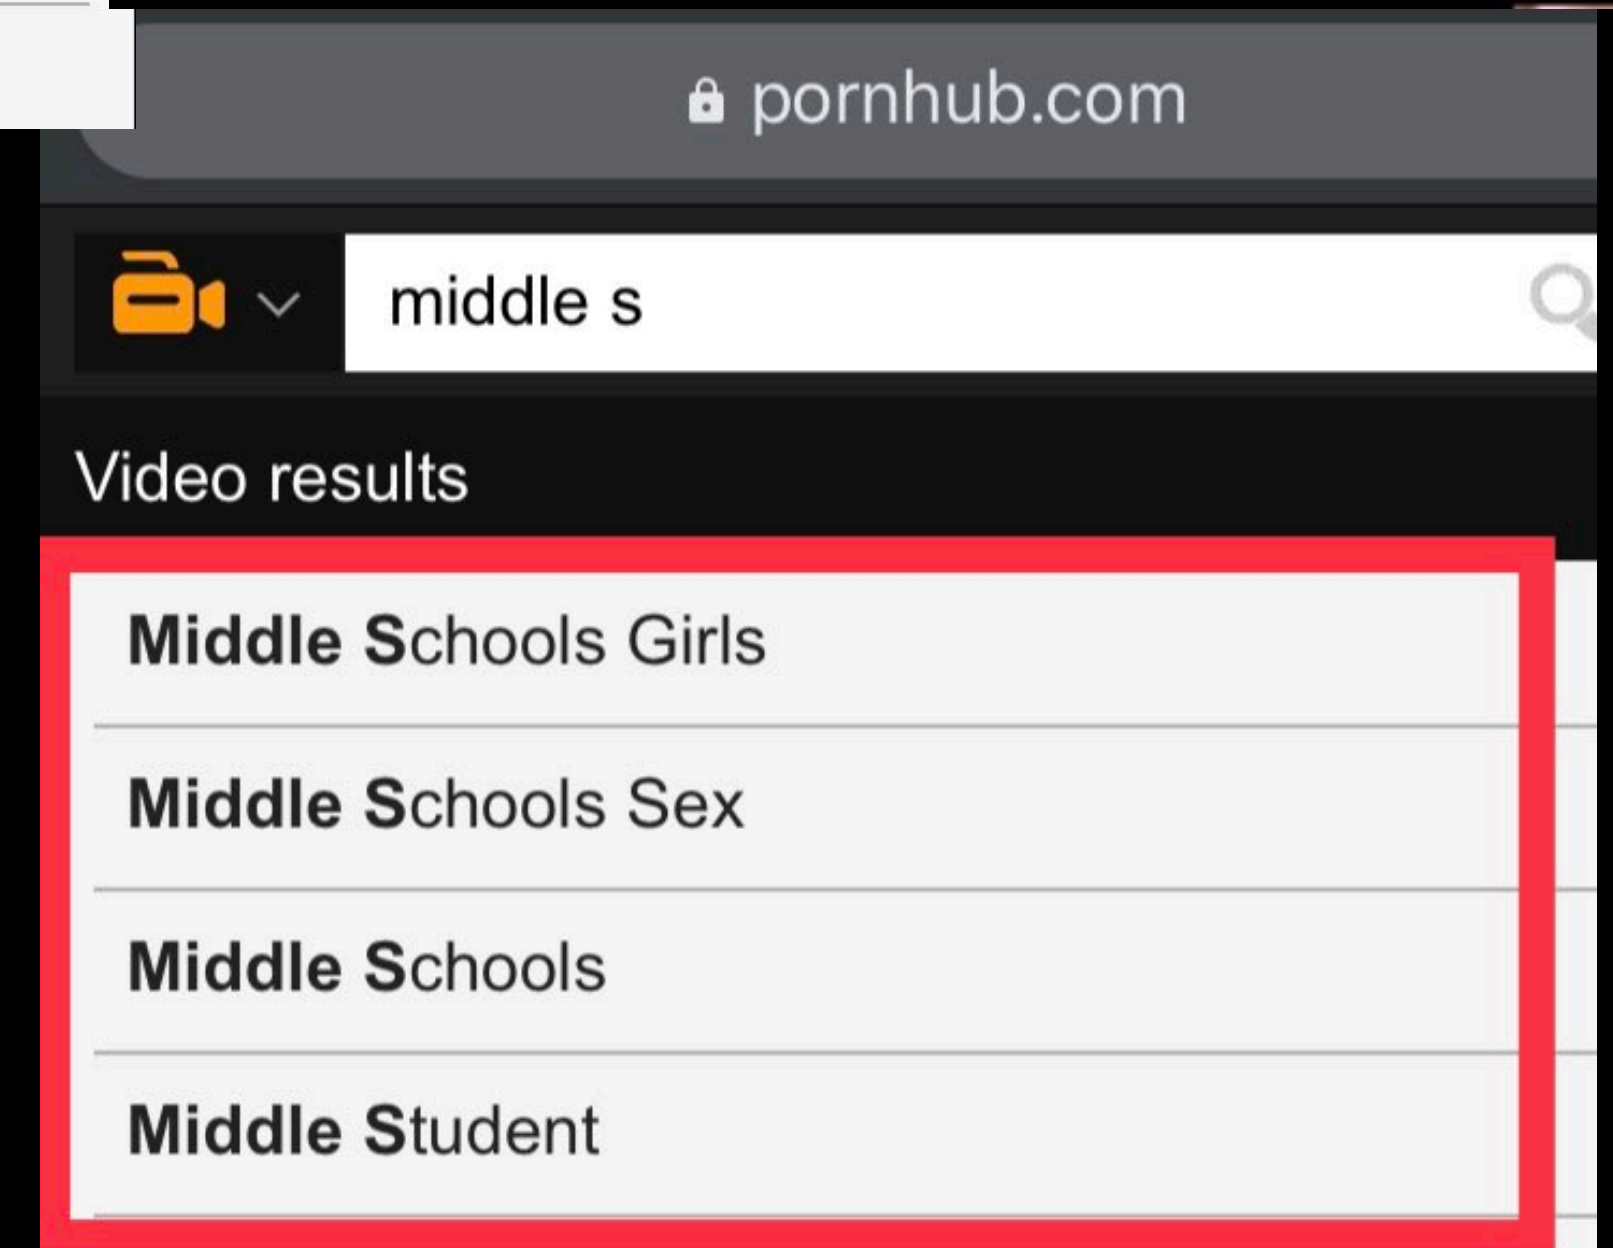 pornhub.com
middle s
Video results
Middle Schools Girls
Middle Schools Sex
Middle Schools
Middle Student